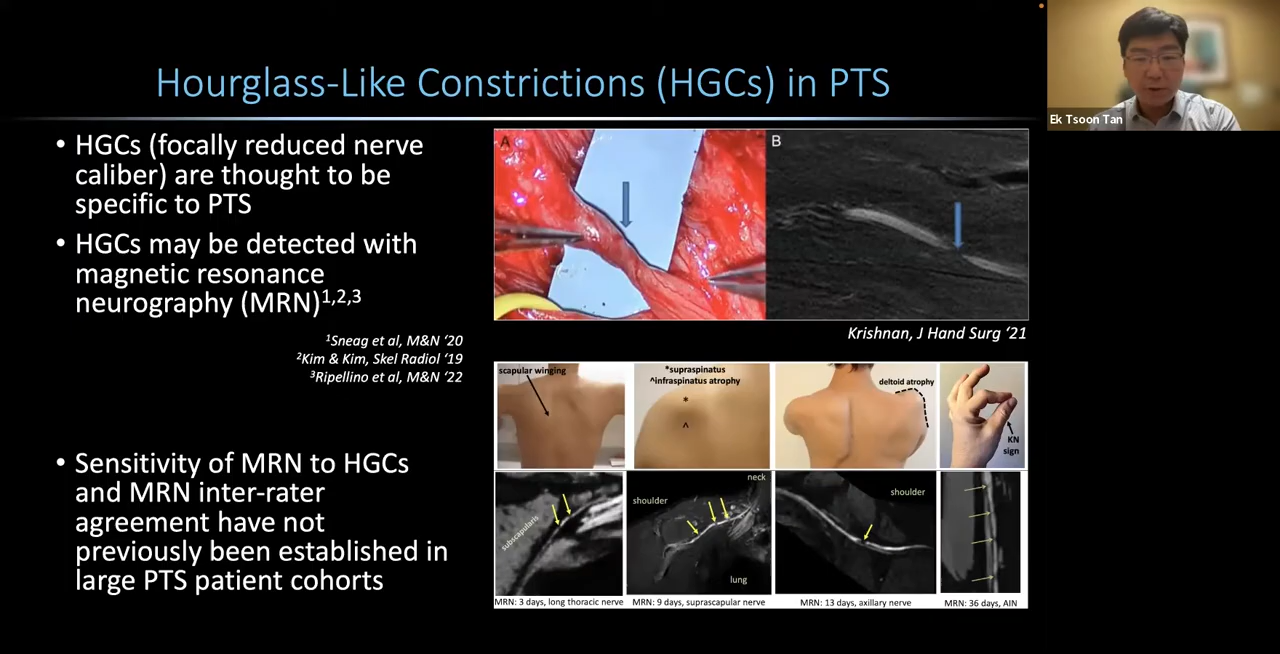 Hourglass-Like Constrictions (HGCs) in PTS
Ek Tsoon Tan
• HGCs (focally reduced nerve
caliber) are thought to be
specific to PTS
• HGCs may be detected with
magnetic resonance
neurography (MRN)1,2,3
1Sneag et al, M&N ‘20
2Kim & Kim, Skel Radiol ‘19
3Ripellino et al, M&N ‘22
• Sensitivity of MRN to HGCs
and MRN inter-rater
agreement have not
previously been established in
large PTS patient cohorts
A
B
Krishnan, J Hand Surg ‘21
scapular winging
*supraspinatus
^infraspinatus atrophy
*
^
deltoid atrophy
KN
sign
subscapularis
shoulder
neck
lung
shoulder
MRN: 3 days, long thoracic nerve
MRN: 9 days, suprascapular nerve
MRN: 13 days, axillary nerve
MRN: 36 days, AIN